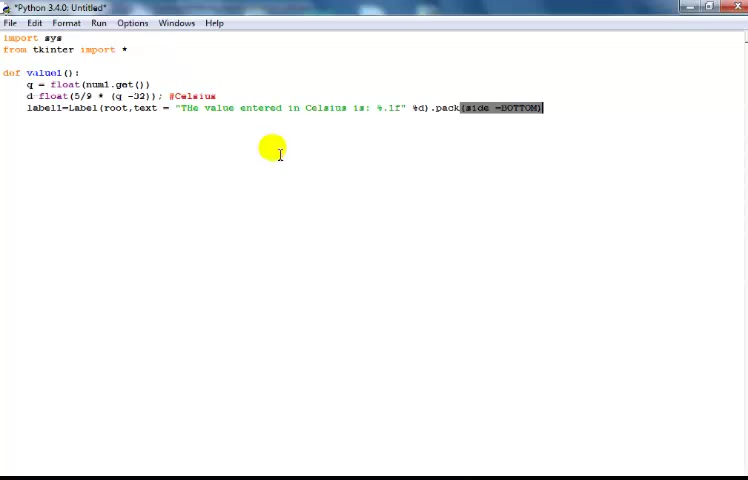 *Python 3.4.0: Untitled*
File Edit Format Run Options Windows Help
import sys
from tkinter import *
def value1():
q = float(num1.get())
d=float(5/9 * (q -32)); #Celsius
label1=Label(root,text = "THe value entered in Celsius is: %.1f" %d).pack(side =BOTTOM)